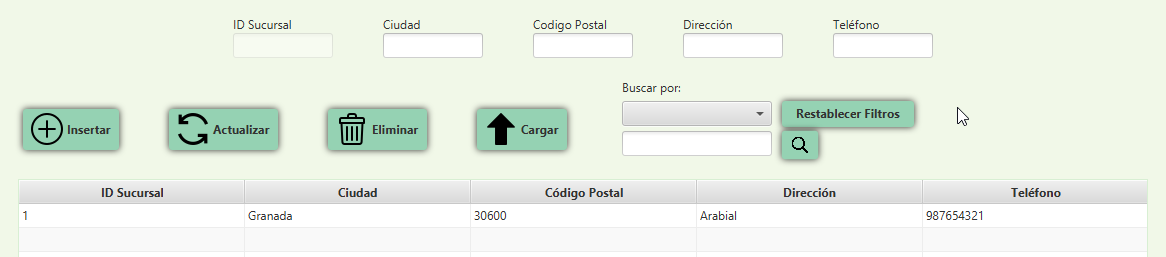 ID Sucursal Ciudad Codigo Postal Dirección Teléfono
Buscar por:
Insertar Actualizar Eliminar Cargar Restablecer Filtros
ID Sucursal Ciudad Código Postal Dirección Teléfono
1 Granada 30600 Arabial 987654321